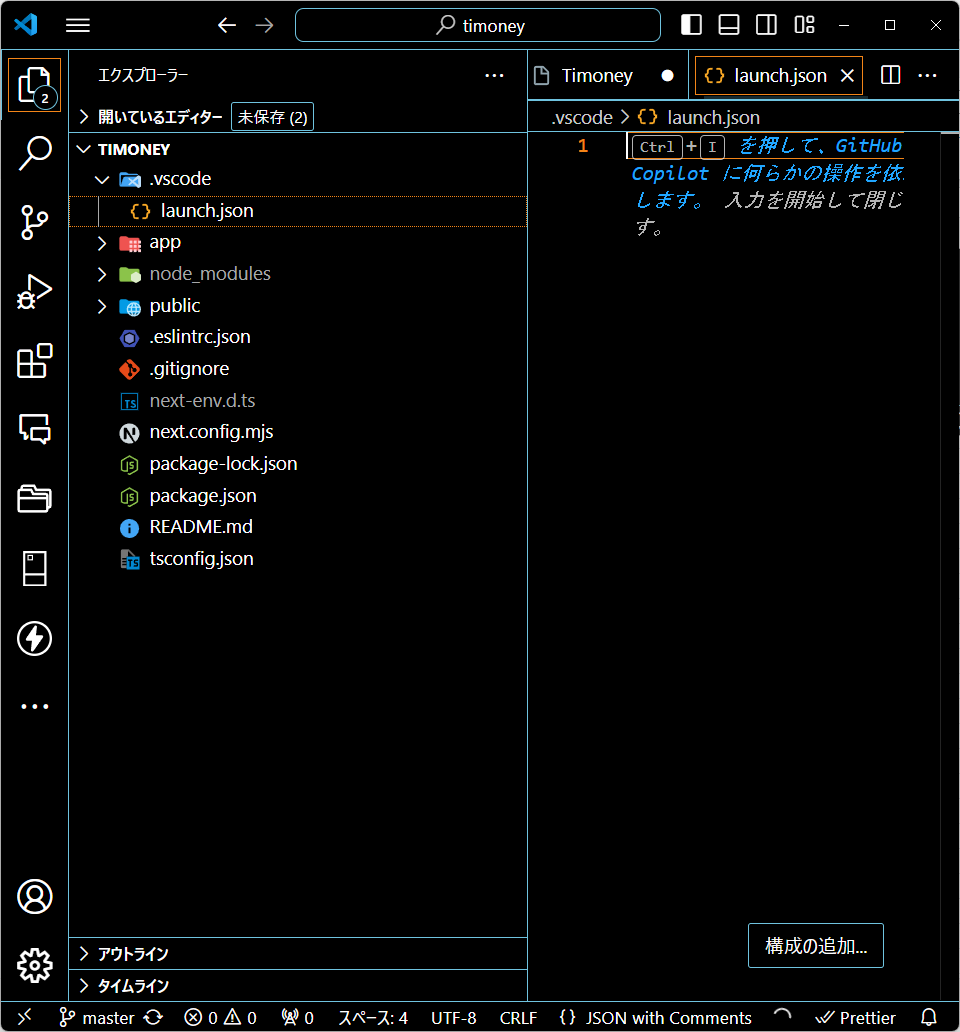 timoney
エクスプローラー
2
開いているエディター 未保存 (2)
TIMONEY
.vscode
launch.json
app
node_modules
public
.eslintrc.json
.gitignore
next-env.d.ts
next.config.mjs
package-lock.json
package.json
README.md
tsconfig.json
アウトライン
タイムライン
Timoney
launch.json
.vscode > launch.json
1 Ctrl+I を押して、GitHub
Copilot に何らかの操作を依
します。 入力を開始して閉じ
す。
構成の追加...
master 0 0 0 スペース: 4 UTF-8 CRLF {} JSON with Comments Prettier